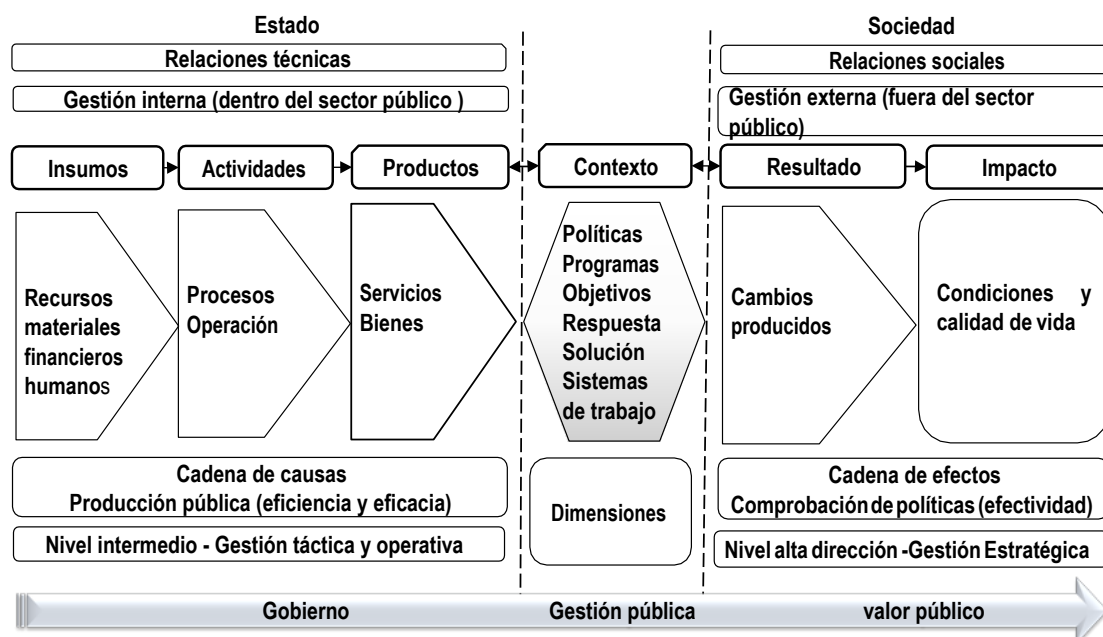 Estado
Sociedad
Relaciones técnicas
Relaciones sociales
Gestión interna (dentro del sector público )
Gestión externa (fuera del sector
público)
Insumos
Actividades
Productos
Contexto
Resultado
Impacto
Recursos
materiales
financieros
humanos
Procesos
Operación
Servicios
Bienes
Políticas
Programas
Objetivos
Respuesta
Solución
Sistemas
de trabajo
Cambios
producidos
Condiciones y
calidad de vida
Cadena de causas
Producción pública (eficiencia y eficacia)
Dimensiones
Cadena de efectos
Comprobación de políticas (efectividad)
Nivel intermedio - Gestión táctica y operativa
Nivel alta dirección -Gestión Estratégica
Gobierno
Gestión pública
valor público